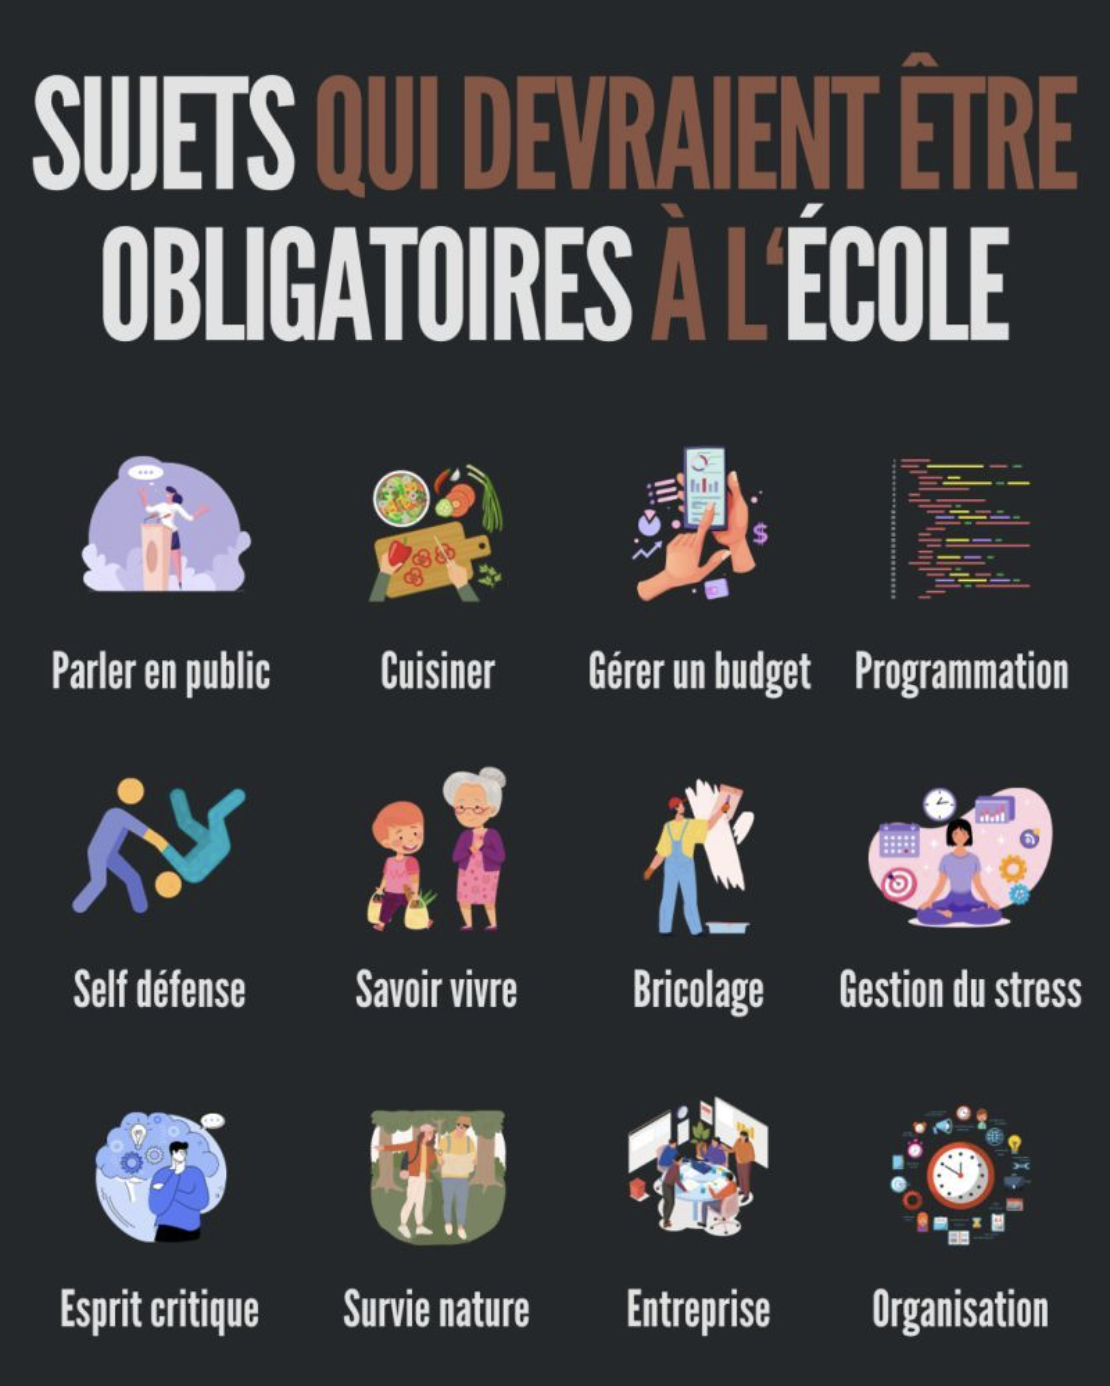 SUJETS QUI DEVRAIENT ÊTRE
OBLIGATOIRES À L‘ÉCOLE
Parler en public
Cuisiner
Gérer un budget
Programmation
Self défense
Savoir vivre
Bricolage
Gestion du stress
Esprit critique
Survie nature
Entreprise
Organisation